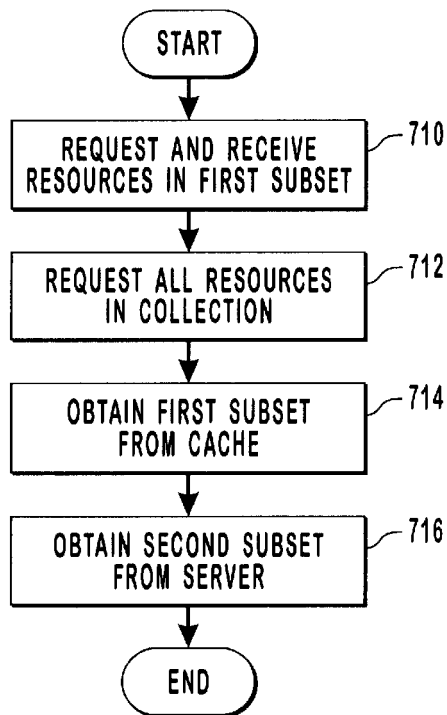 START
REQUEST AND RECEIVE
RESOURCES IN FIRST SUBSET
710
REQUEST ALL RESOURCES
IN COLLECTION
712
OBTAIN FIRST SUBSET
FROM CACHE
714
OBTAIN SECOND SUBSET
FROM SERVER
716
END